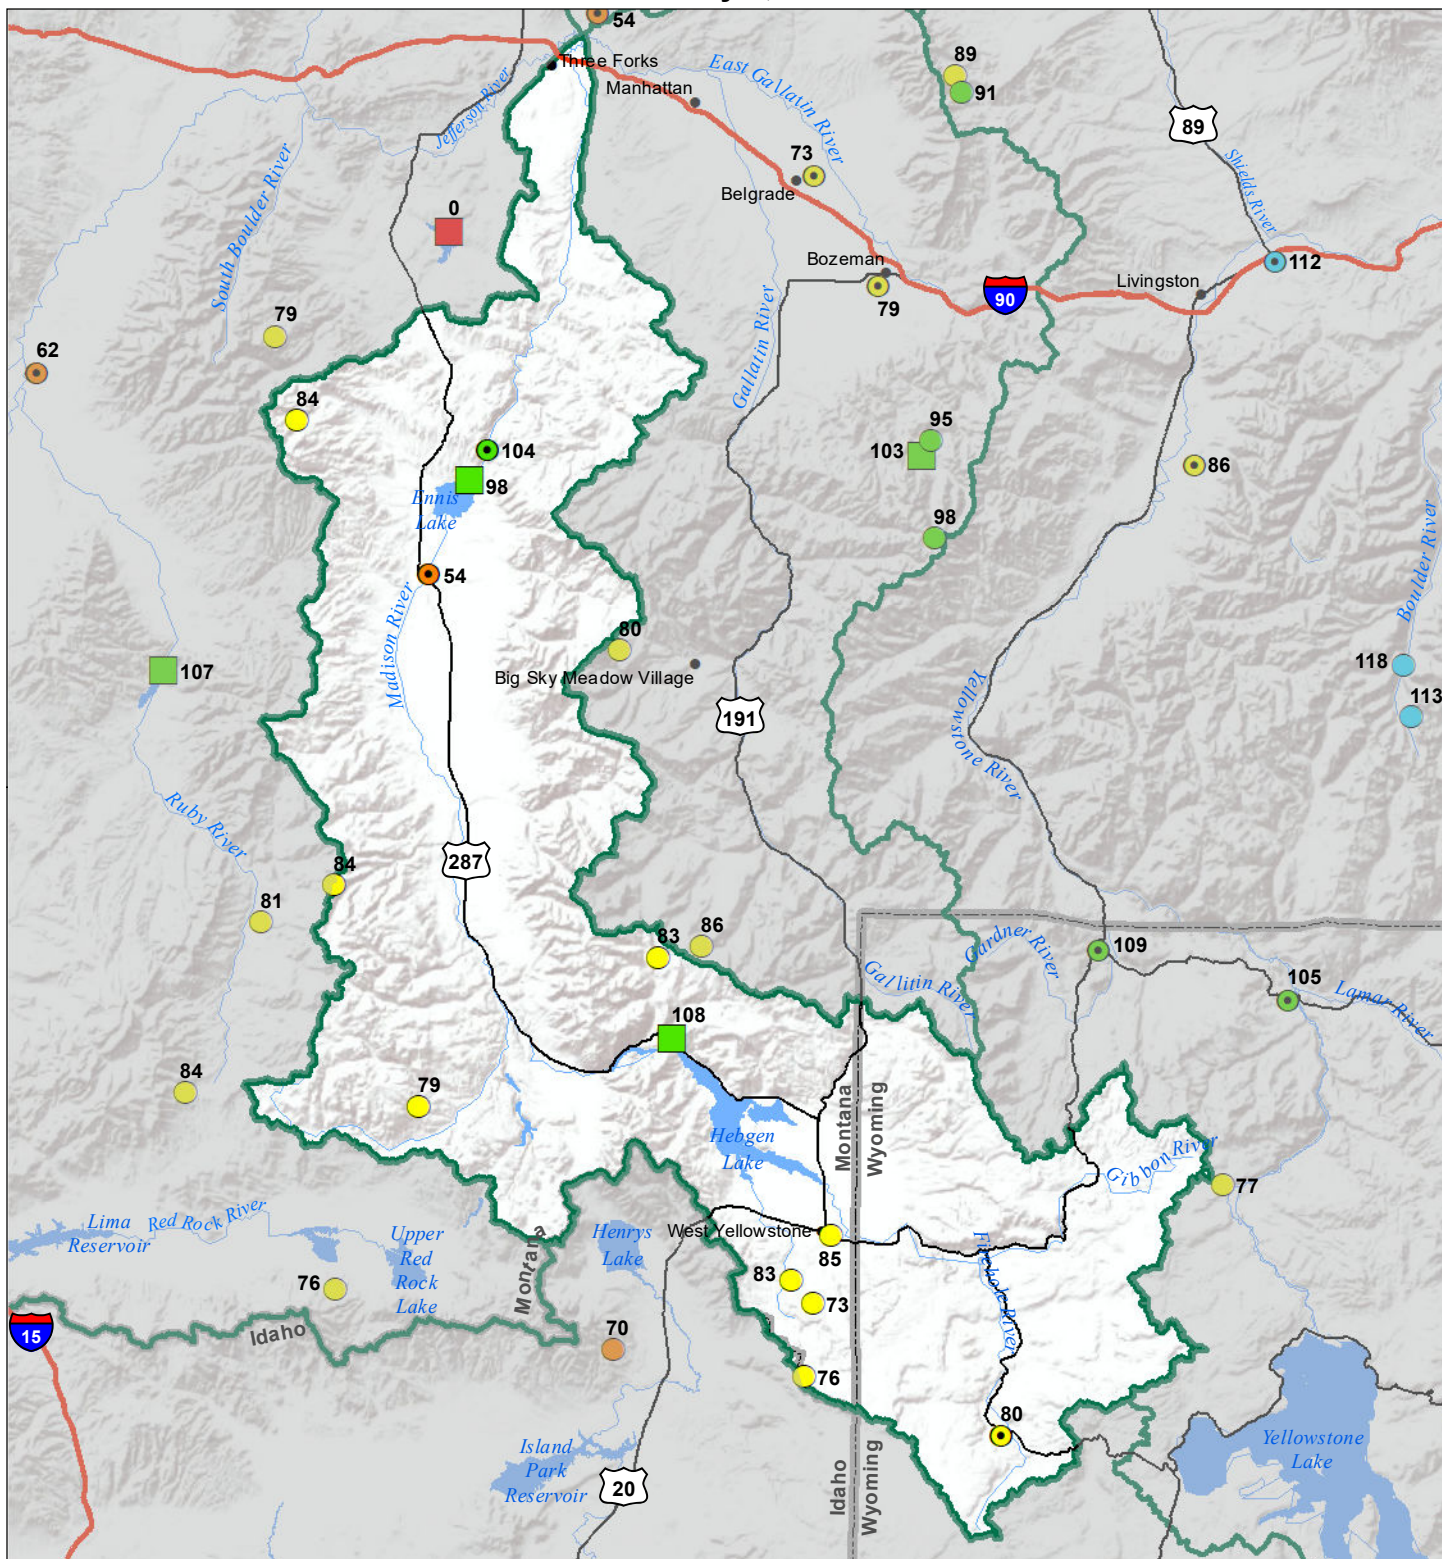 54
Three Forks
Manhattan
East Gallatin River
89
91
89
Jefferson River
73
Belgrade
Shields River
South Boulder River
0
Bozeman
79
90
Livingston
112
79
Gallatin River
62
84
104
98
Ennis
Lake
95
103
86
98
54
Boulder River
Madison River
80
Big Sky Meadow Village
107
118
113
191
Yellowstone River
Ruby River
287
84
81
83
86
Gardner River
109
Gallitin River
105
Lamar River
108
84
79
Montana
Wyoming
Hebgen
Lake
Gibbon River
77
Lima
Reservoir
Red Rock River
Upper
Red
Rock
Lake
Montana
Henrys
Lake
West Yellowstone
85
Firehole River
83
73
76
Idaho
15
70
76
80
Island
Park
Reservoir
20
Idaho
Wyoming
Yellowstone
Lake